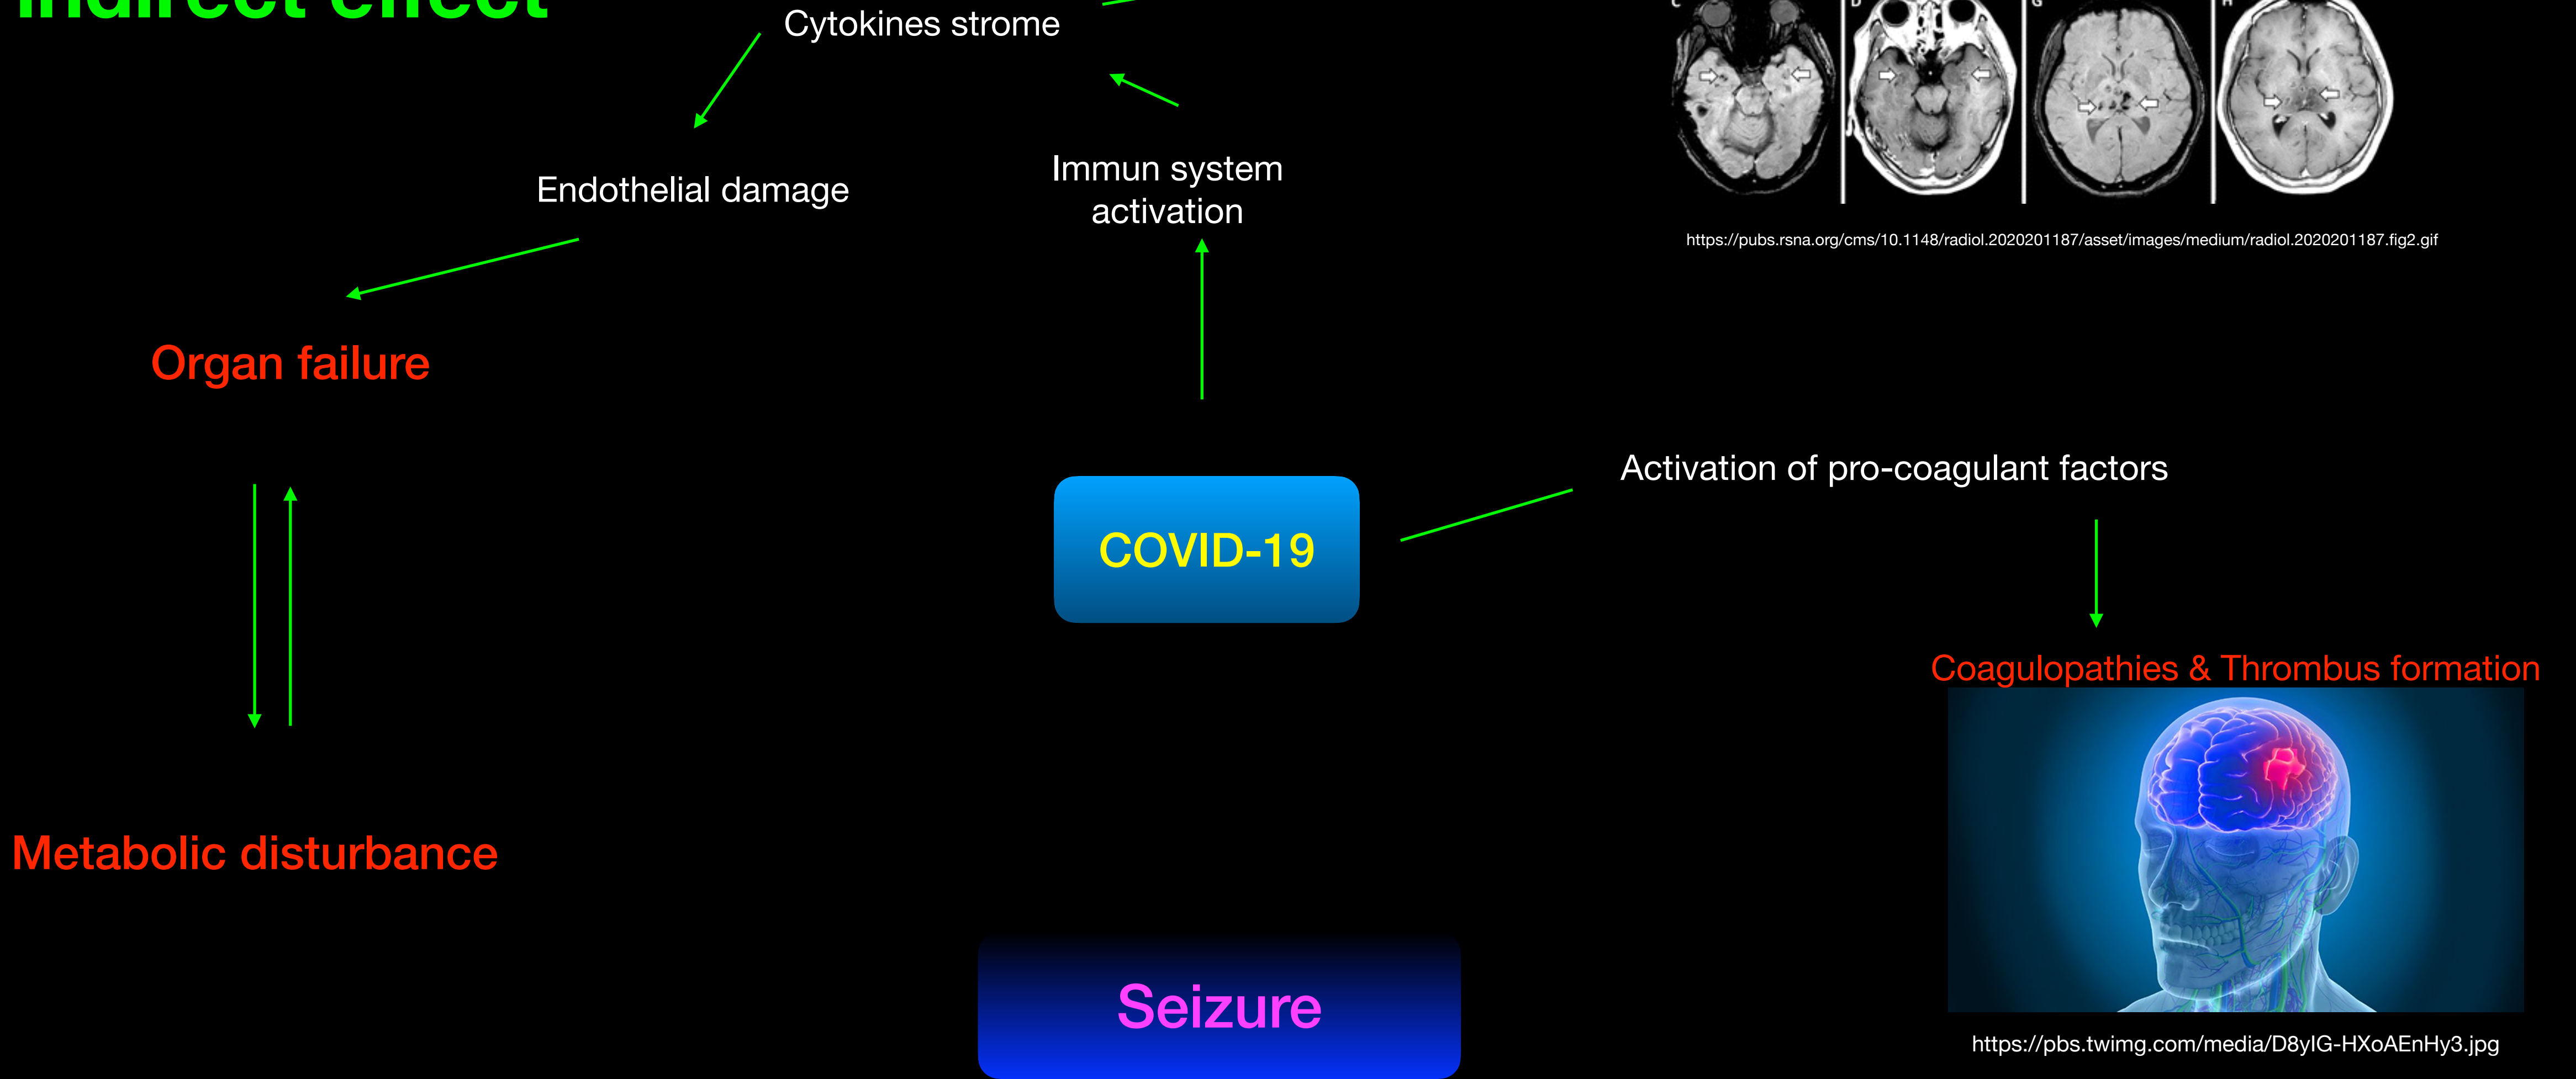 Indirect effect
Cytokines strome
C D G H
Endothelial damage
Immun system
activation
https://pubs.rsna.org/cms/10.1148/radiol.2020201187/asset/images/medium/radiol.2020201187.fig2.gif
Organ failure
Activation of pro-coagulant factors
COVID-19
Coagulopathies & Thrombus formation
Metabolic disturbance
Seizure
https://pbs.twimg.com/media/D8yIG-HXoAEnHy3.jpg